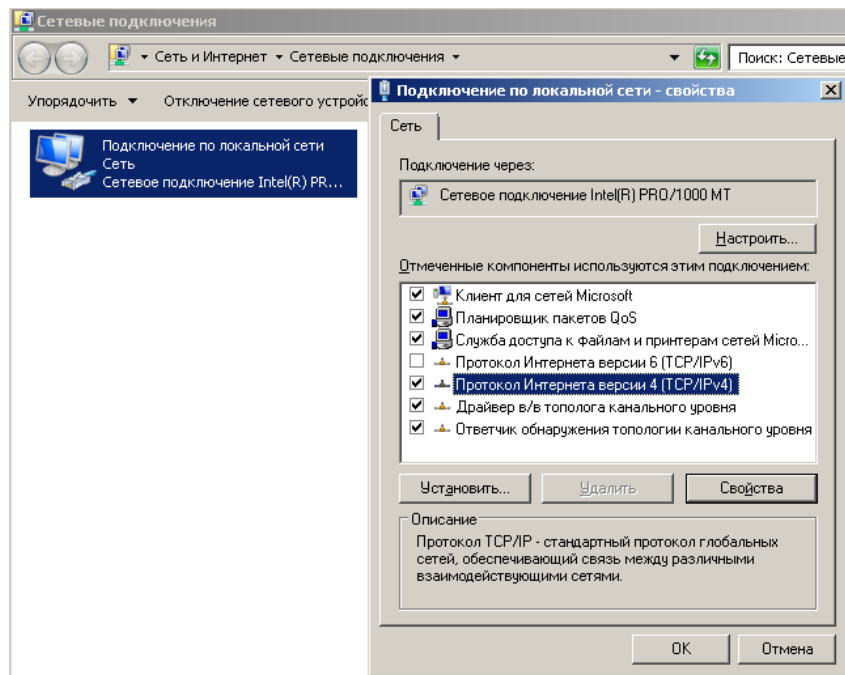 Сетевые подключения
Сеть и Интернет Сетевые подключения
Поиск: Сетевые
Упорядочить Отключение сетевого устройс
Подключение по локальной сети
Сеть
Сетевое подключение Intel(R) PR...
Подключение по локальной сети - свойства
Сеть
Подключение через:
Сетевое подключение Intel(R) PRO/1000 MT
Настроить...
Отмеченные компоненты используются этим подключением:
Клиент для сетей Microsoft
Планировщик пакетов QoS
Служба доступа к файлам и принтерам сетей Micro...
Протокол Интернета версии 6 (TCP/IPv6)
Протокол Интернета версии 4 (TCP/IPv4)
Драйвер в/в тополога канального уровня
Ответчик обнаружения топологии канального уровня
Установить... Удалить Свойства
Описание
Протокол TCP/IP - стандартный протокол глобальных
сетей, обеспечивающий связь между различными
взаимодействующими сетями.
OK Отмена